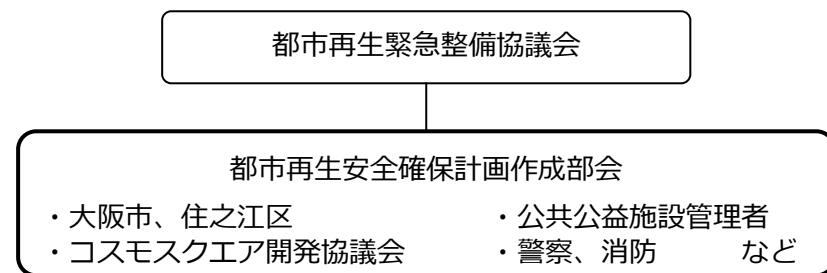 都市再生緊急整備協議会
都市再生安全確保計画作成部会
・大阪市、住之江区 ・公共公益施設管理者
・コスモスクエア開発協議会 ・警察、消防 など